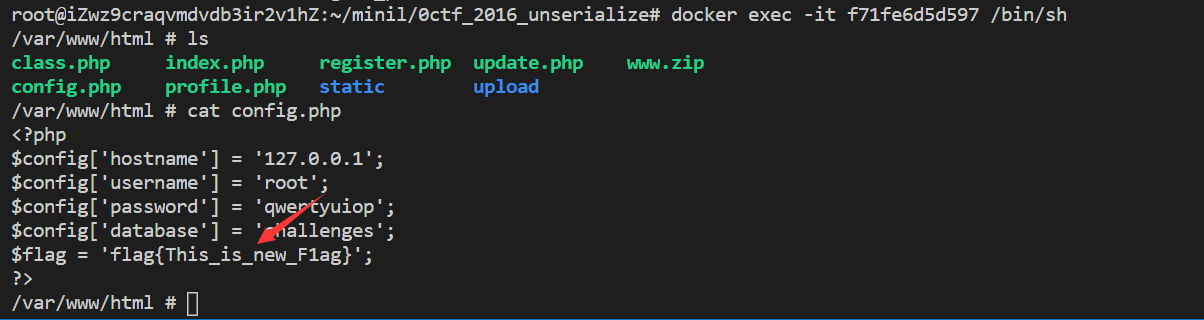 root@iZwz9craqvmdvdb3ir2v1hZ:~/minil/0ctf_2016_unserialize# docker exec -it f71fe6d5d597 /bin/sh
/var/www/html # ls
class.php index.php register.php update.php www.zip
config.php profile.php static upload
/var/www/html # cat config.php
<?php
$config['hostname'] = '127.0.0.1';
$config['username'] = 'root';
$config['password'] = 'qwertyuiop';
$config['database'] = 'challenges';
$flag = 'flag{This_is_new_F1ag}';
?>
/var/www/html #